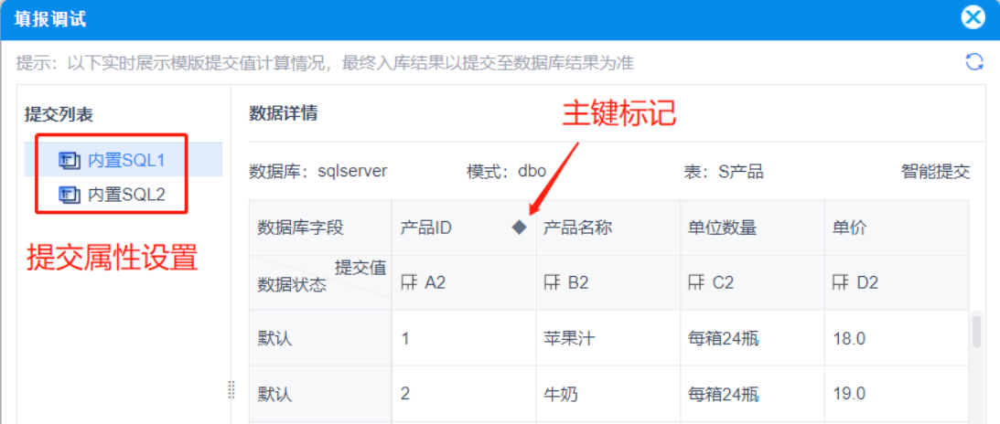 填报调试
提示：以下实时展示模版提交值计算情况，最终入库结果以提交至数据库结果为准
提交列表
内置SQL1
内置SQL2
提交属性设置
数据详情
主键标记
数据库：sqlserver 模式：dbo 表：S产品 智能提交
数据库字段 产品ID 产品名称 单位数量 单价
提交值
数据状态 A2 B2 C2 D2
默认 1 苹果汁 每箱24瓶 18.0
默认 2 牛奶 每箱24瓶 19.0